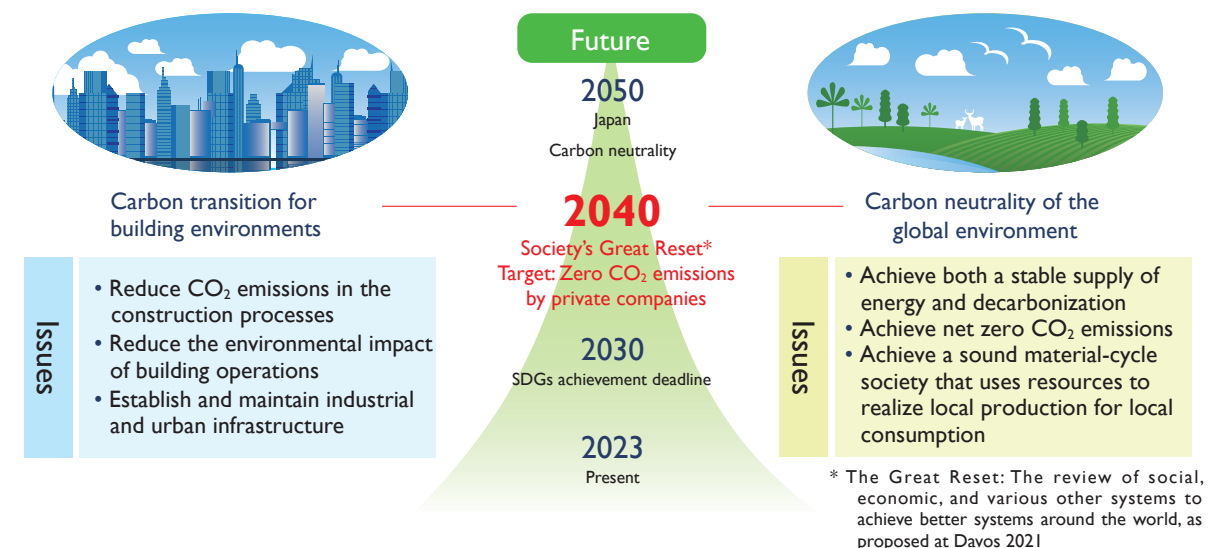 Future
2050
Japan
Carbon neutrality
Carbon transition for
building environments
2040
Society's Great Reset*
Target: Zero CO₂ emissions
by private companies
Carbon neutrality of the
global environment
Issues
• Reduce CO₂ emissions in the
construction processes
• Reduce the environmental impact
of building operations
• Establish and maintain industrial
and urban infrastructure
2030
SDGs achievement deadline
2023
Present
Issues
• Achieve both a stable supply of
energy and decarbonization
• Achieve net zero CO₂ emissions
• Achieve a sound material-cycle
society that uses resources to
realize local production for local
consumption
* The Great Reset: The review of social,
economic, and various other systems to
achieve better systems around the world, as
proposed at Davos 2021